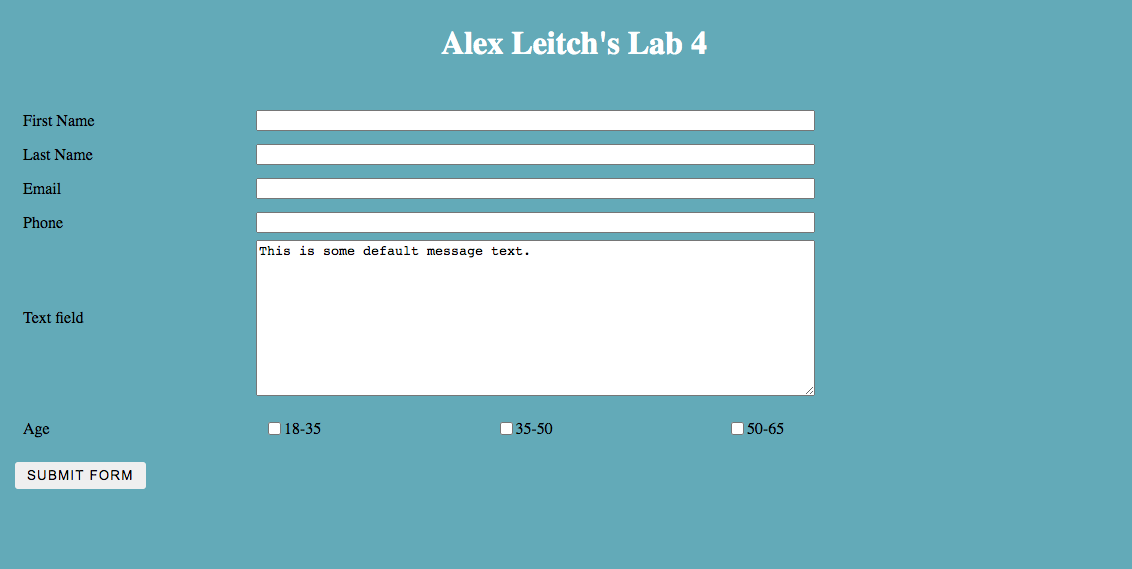 Alex Leitch's Lab 4
First Name
Last Name
Email
Phone
This is some default message text.
Text field
Age 18-35 35-50 50-65
SUBMIT FORM